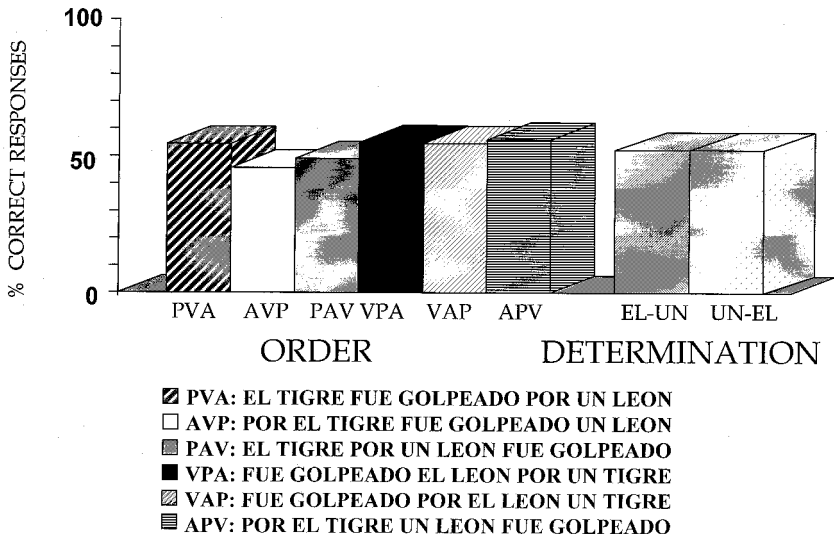 100
% CORRECT RESPONSES
50
0
PVA AVP PAV VPA VAP APV EL-UN UN-EL
ORDER DETERMINATION
PVA: EL TIGRE FUE GOLPEADO POR UN LEON
AVP: POR EL TIGRE FUE GOLPEADO UN LEON
PAV: EL TIGRE POR UN LEON FUE GOLPEADO
VPA: FUE GOLPEADO EL LEON POR UN TIGRE
VAP: FUE GOLPEADO POR EL LEON UN TIGRE
APV: POR EL TIGRE UN LEON FUE GOLPEADO